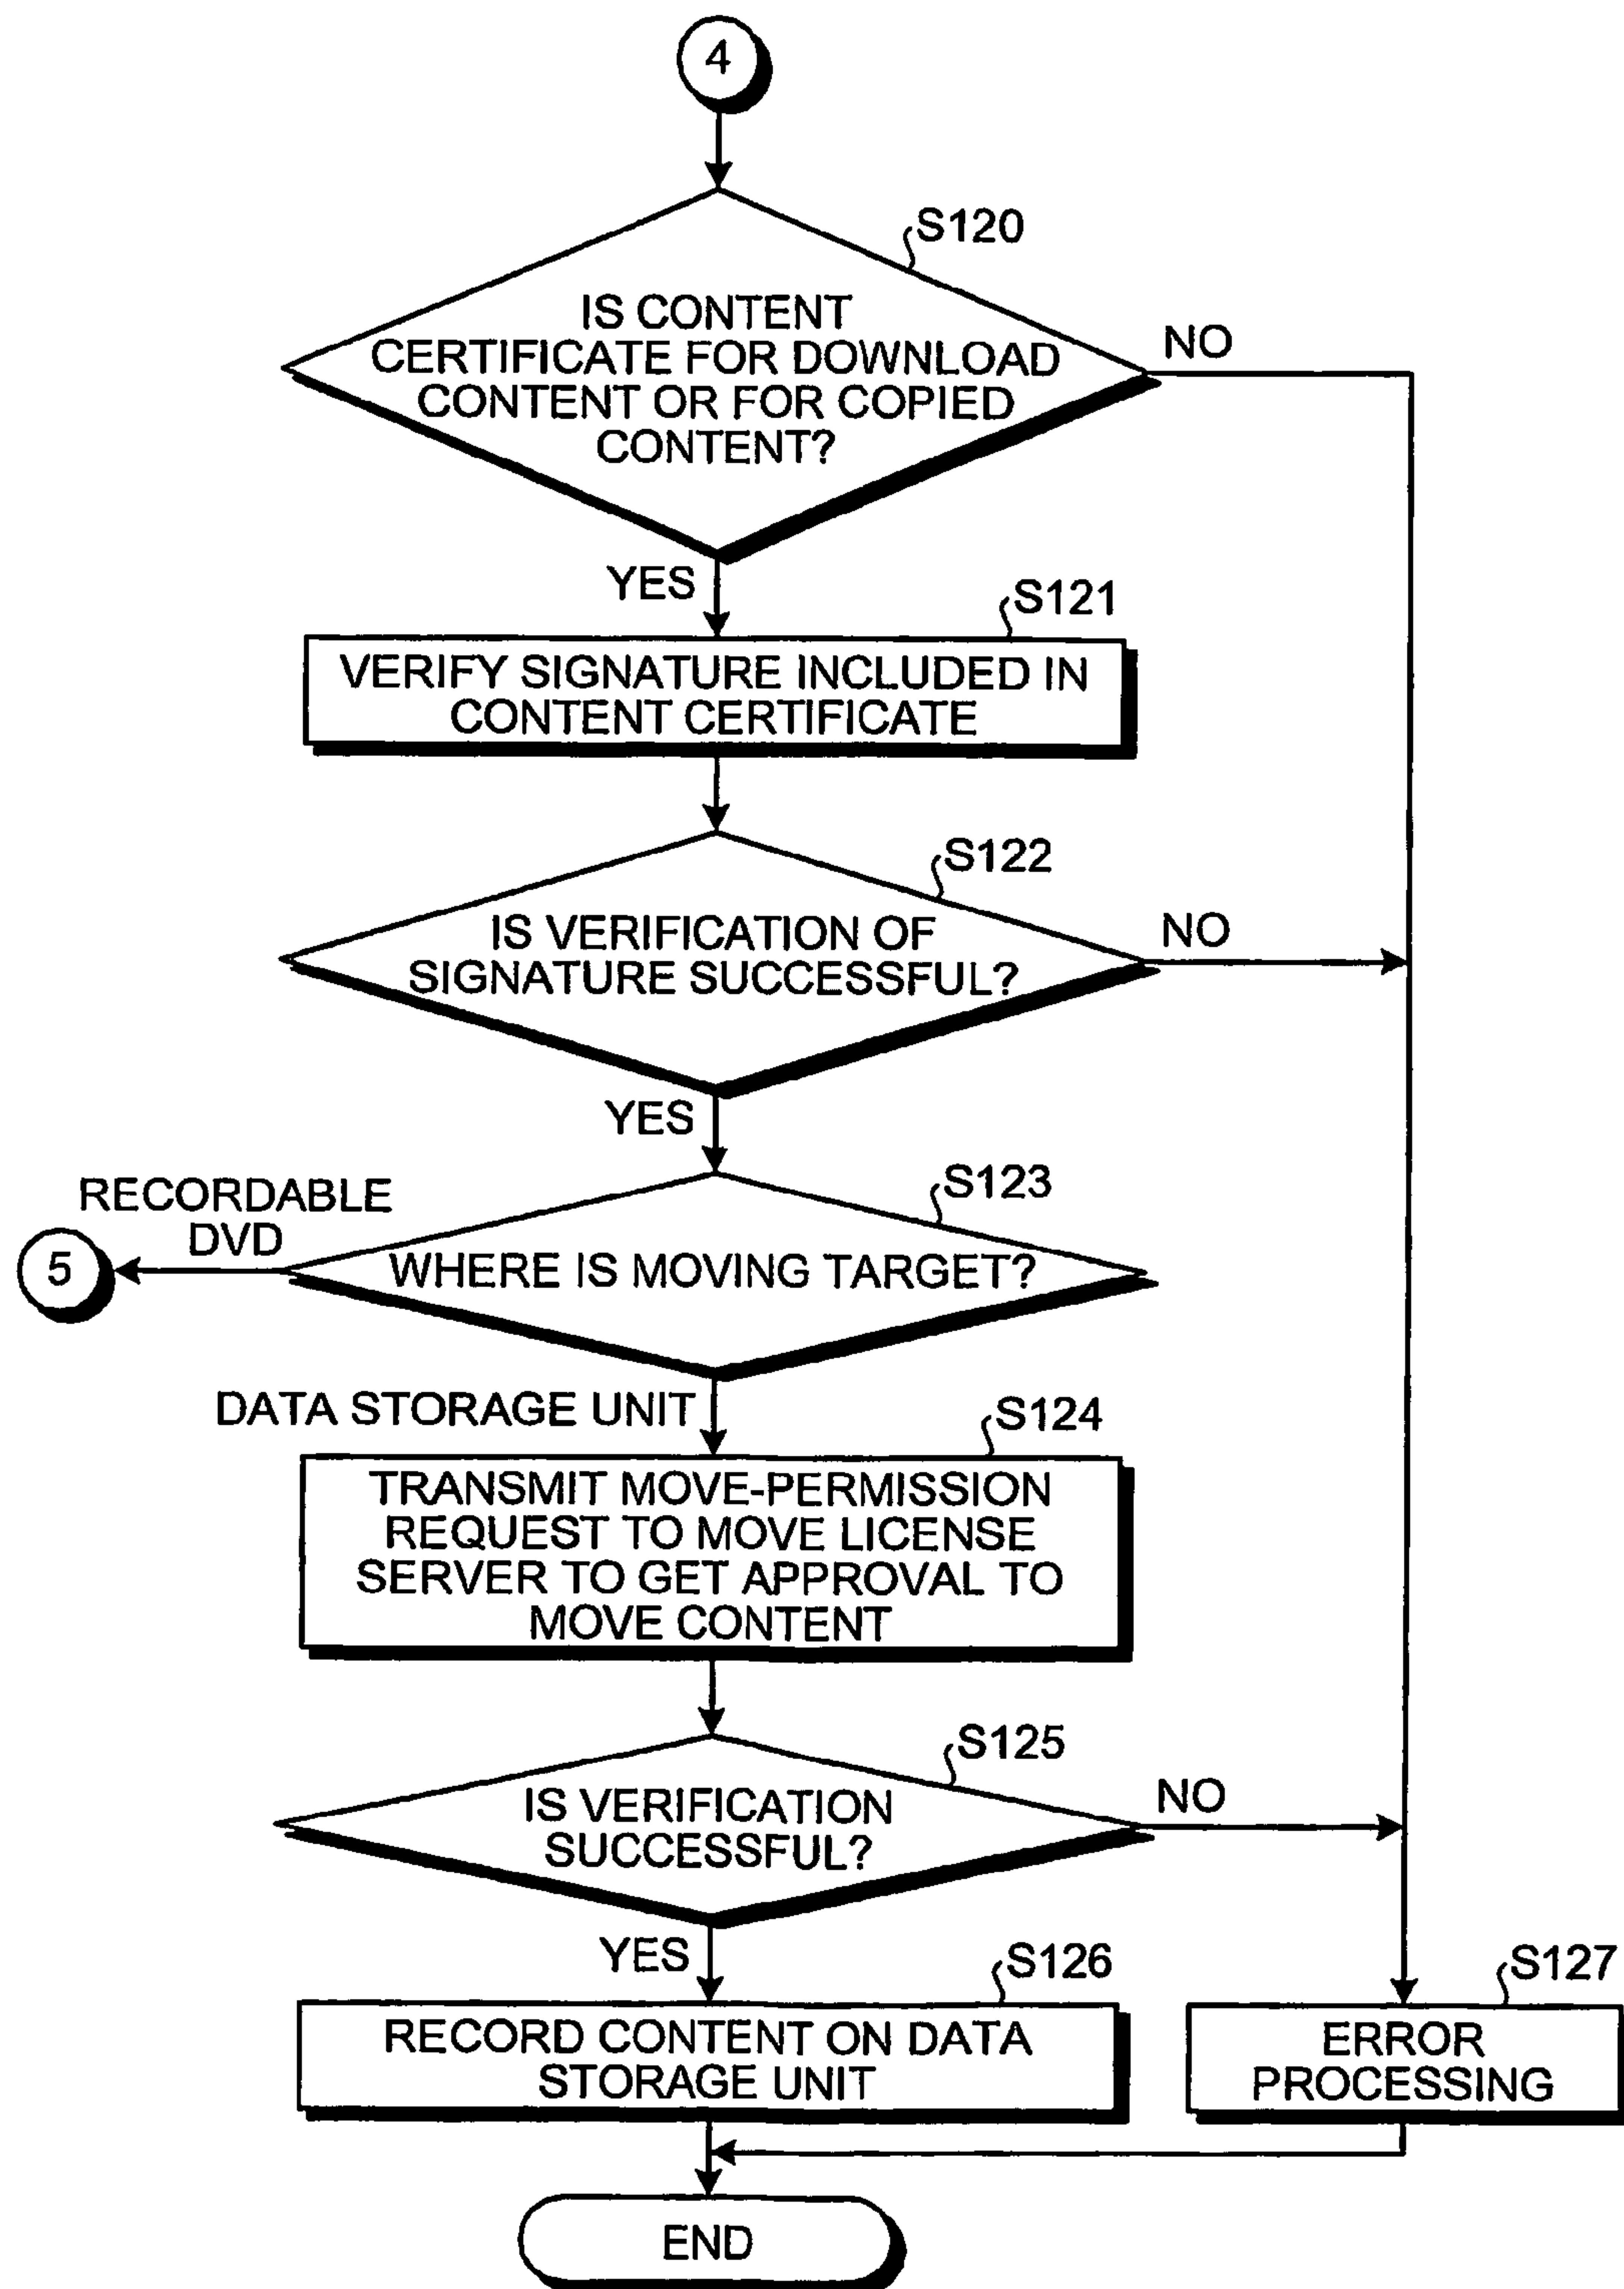 4
S120
IS CONTENT
CERTIFICATE FOR DOWNLOAD
CONTENT OR FOR COPIED
CONTENT?
NO
YES
S121
VERIFY SIGNATURE INCLUDED IN
CONTENT CERTIFICATE
S122
IS VERIFICATION OF
SIGNATURE SUCCESSFUL?
NO
YES
S123
RECORDABLE
DVD
5
WHERE IS MOVING TARGET?
DATA STORAGE UNIT
S124
TRANSMIT MOVE-PERMISSION
REQUEST TO MOVE LICENSE
SERVER TO GET APPROVAL TO
MOVE CONTENT
S125
IS VERIFICATION
SUCCESSFUL?
NO
YES
S126
RECORD CONTENT ON DATA
STORAGE UNIT
S127
ERROR
PROCESSING
END